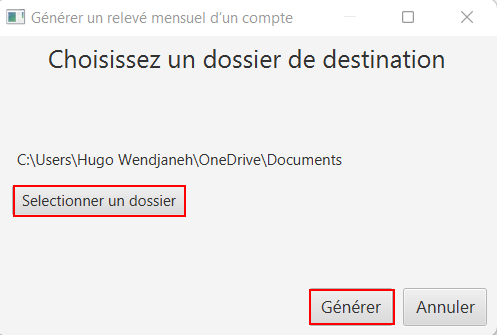 Générer un relevé mensuel d'un compte
Choisissez un dossier de destination
C:\Users\Hugo Wendjaneh\OneDrive\Documents
Selectionner un dossier
Générer
Annuler